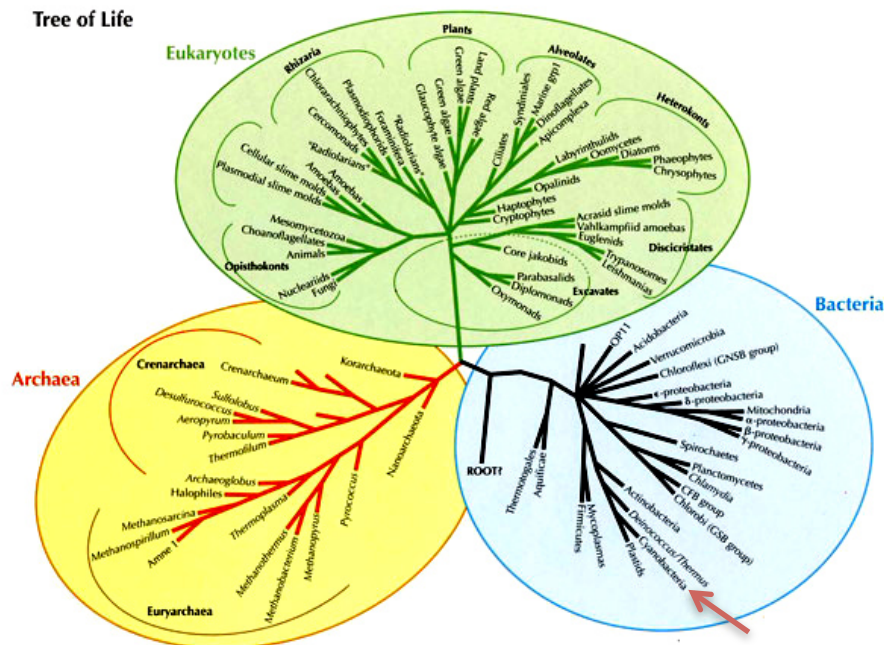 Tree of Life
Eukaryotes
Rhizaria
Plants
Alveolates
Heterokonts
Plasmodial slime molds
Cellular slime molds
Amoebas
Amoebas
"Radiolarians"
Cercomonads
Chlorarachniophytes
Plasmodiophorids
Foraminifera
"Radiolarians"
Glaucophyte algae
Green algae
Green algae
Land plants
Red algae
Ciliates
Syndiniales
Marine grp1
Dinoflagellates
Apicomplexa
Labyrinthulids
Oomycetes
Diatoms
Phaeophytes
Chrysophytes
Opalinids
Haptophytes
Cryptophytes
Acrasid slime molds
Vahlkampfiid amoebas
Euglenids
Trypanosomes
Leishmanias
Discicristates
Core jakobids
Parabasalids
Diplomonads
Oxymonads
Excavates
Mesomycetozoa
Choanoflagellates
Animals
Nucleariids
Fungi
Opisthokonts
Archaea
Crenarchaea
Crenarchaeum
Korarchaeota
Sulfolobus
Desulfurococcus
Aeropyrum
Pyrobaculum
Thermofilum
Nanoarchaeota
Archaeoglobus
Halophiles
Methanosarcina
Methanospirillum
Amne 1
Thermoplasma
Methanothermus
Methanobacterium
Methanopyrus
Pyrococcus
Euryarchaea
Bacteria
ROOT?
Thermotogales
Aquificae
OP11
Acidobacteria
Verrucomicrobia
Chloroflexi (GNSB group)
ε-proteobacteria
δ-proteobacteria
Mitochondria
α-proteobacteria
β-proteobacteria
γ-proteobacteria
Spirochaetes
Planctomycetes
Chlamydia
CFB group
Chlorobi (GSB group)
Actinobacteria
Deinococcus/Thermus
Cyanobacteria
Plastids
Mycoplasmas
Firmicutes